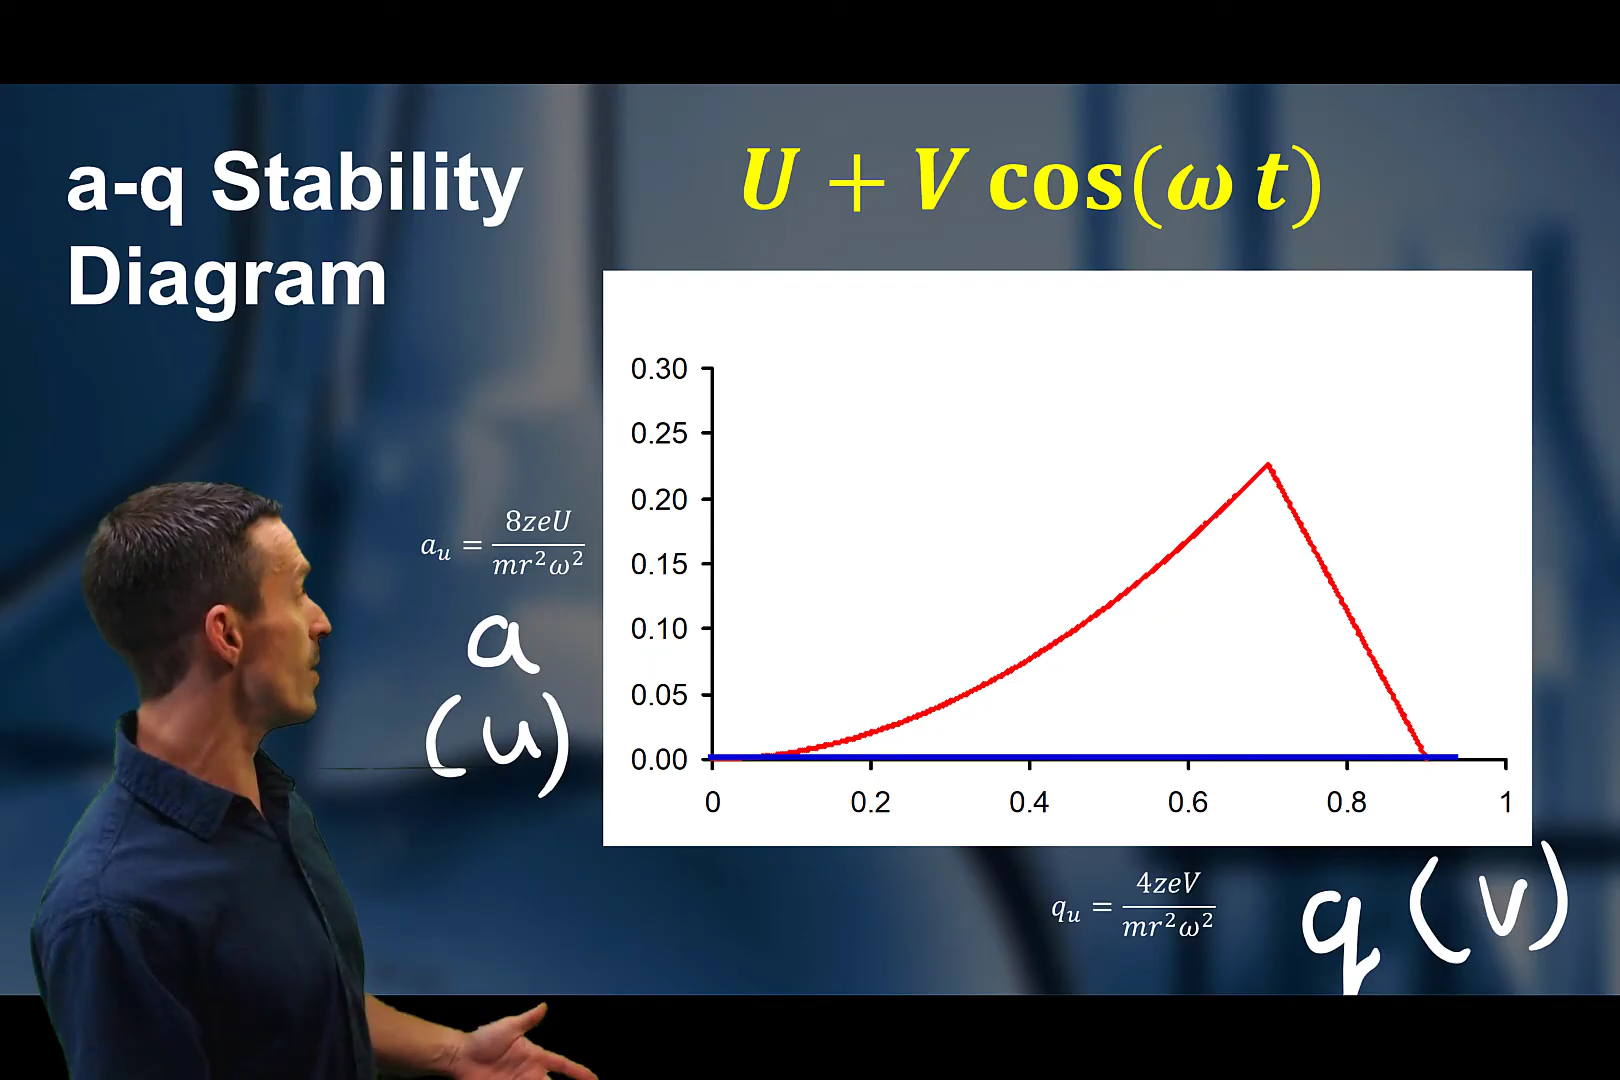 a-q Stability
Diagram
U + V cos(ω t)
0.30
0.25
0.20
0.15
0.10
0.05
0.00
0 0.2 0.4 0.6 0.8 1
a_u = 8zeU / mr²ω²
a
(u)
q_u = 4zeV / mr²ω²
q (v)